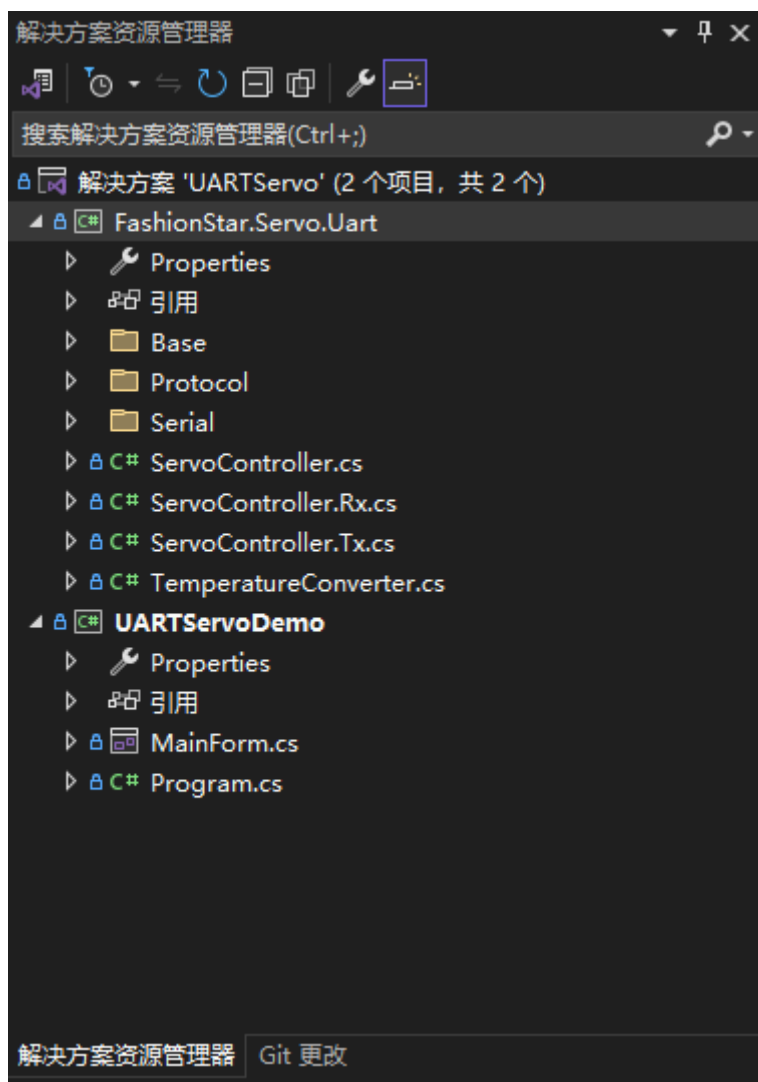 解决方案资源管理器
搜索解决方案资源管理器(Ctrl+;)
解决方案 'UARTServo' (2 个项目，共 2 个)
C# FashionStar.Servo.Uart
Properties
引用
Base
Protocol
Serial
C# ServoController.cs
C# ServoController.Rx.cs
C# ServoController.Tx.cs
C# TemperatureConverter.cs
C# UARTServoDemo
Properties
引用
MainForm.cs
C# Program.cs
解决方案资源管理器 Git 更改